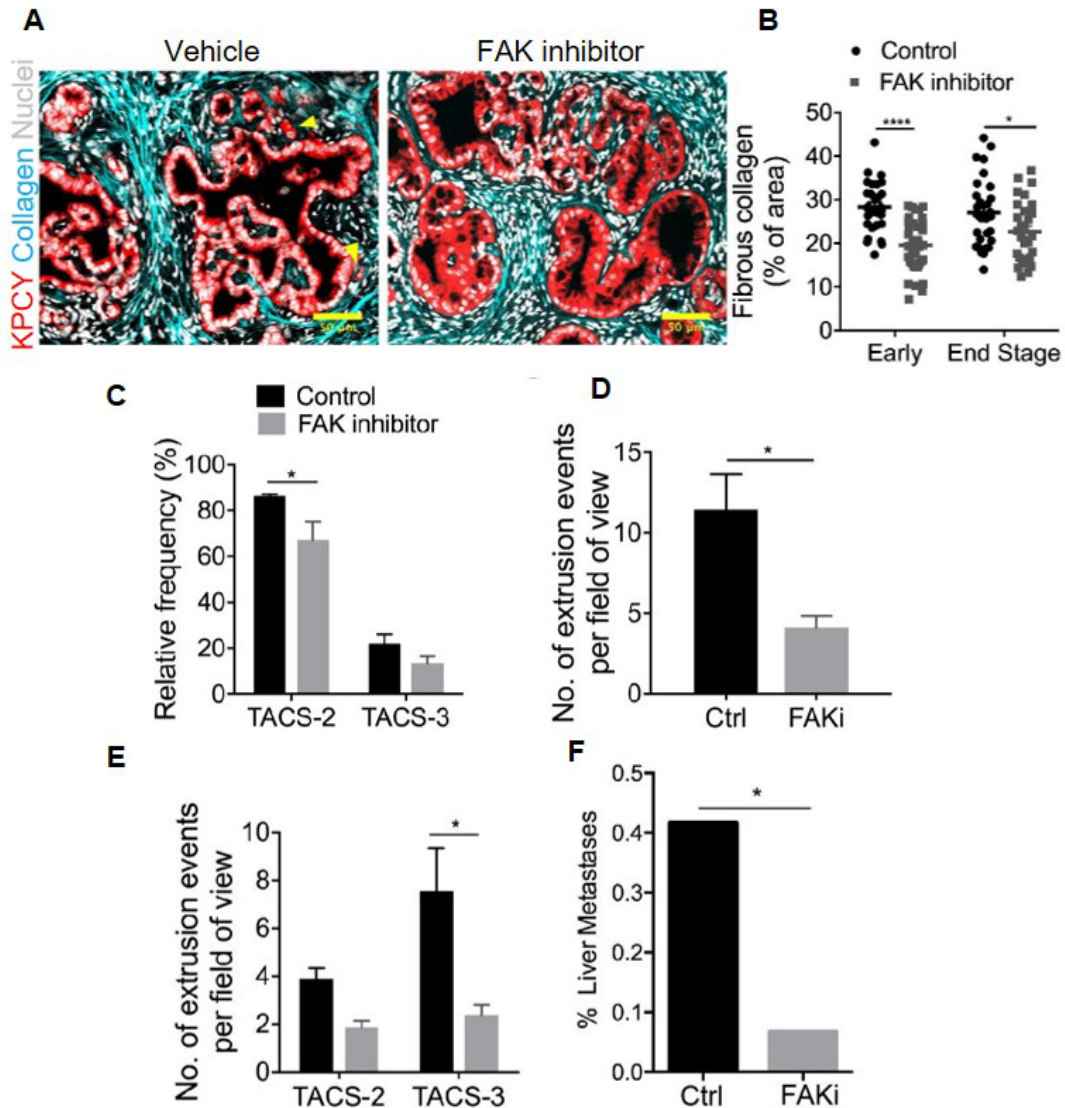 A
Vehicle
FAK inhibitor
KPCY Collagen Nuclei
50 µm
50 µm
B
Control
FAK inhibitor
Fibrous collagen
(% of area)
50
40
30
20
10
0
****
*
Early
End Stage
C
Control
FAK inhibitor
Relative frequency (%)
100
80
60
40
20
0
*
TACS-2
TACS-3
D
No. of extrusion events
per field of view
15
10
5
0
*
Ctrl
FAKi
E
No. of extrusion events
per field of view
10
8
6
4
2
0
*
TACS-2
TACS-3
F
% Liver Metastases
0.5
0.4
0.3
0.2
0.1
0.0
*
Ctrl
FAKi